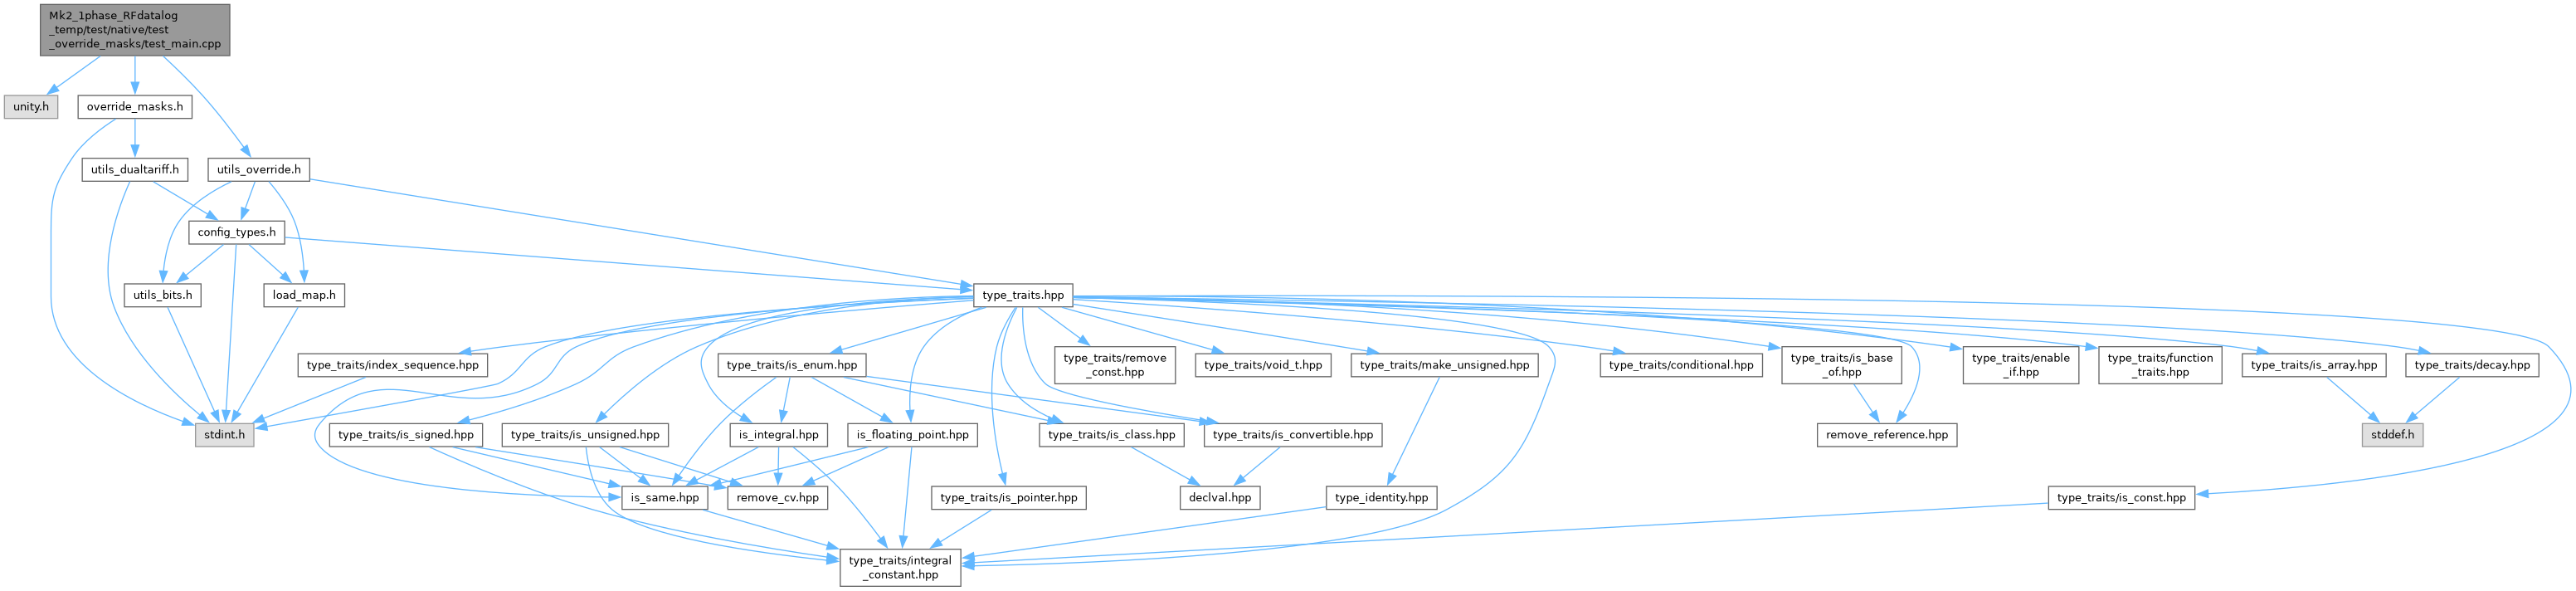 Mk2_1phase_RFdatalog
_temp/test/native/test
_override_masks/test_main.cpp
unity.h
override_masks.h
utils_dualtariff.h
utils_override.h
config_types.h
utils_bits.h
load_map.h
type_traits.hpp
type_traits/index_sequence.hpp
type_traits/is_enum.hpp
type_traits/remove
_const.hpp
type_traits/void_t.hpp
type_traits/make_unsigned.hpp
type_traits/conditional.hpp
type_traits/is_base
_of.hpp
type_traits/enable
_if.hpp
type_traits/function
_traits.hpp
type_traits/is_array.hpp
type_traits/decay.hpp
stdint.h
type_traits/is_signed.hpp
type_traits/is_unsigned.hpp
is_integral.hpp
is_floating_point.hpp
type_traits/is_class.hpp
type_traits/is_convertible.hpp
remove_reference.hpp
stddef.h
is_same.hpp
remove_cv.hpp
type_traits/is_pointer.hpp
declval.hpp
type_identity.hpp
type_traits/is_const.hpp
type_traits/integral
_constant.hpp